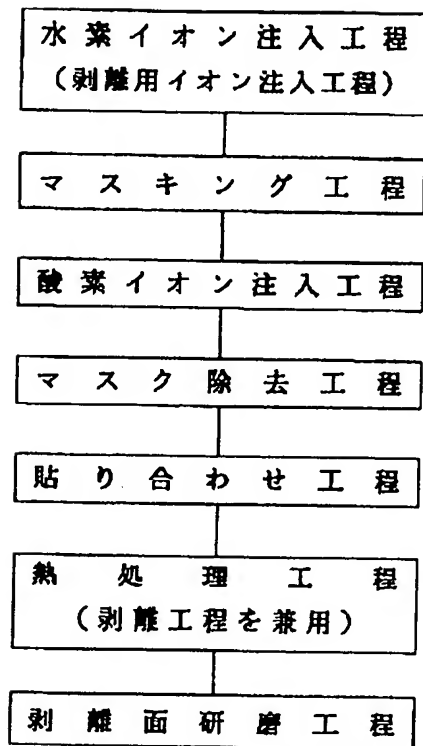 水素イオン注入工程
（剥離用イオン注入工程）
マスキング工程
酸素イオン注入工程
マスク除去工程
貼り合わせ工程
熱処理工程
（剥離工程を兼用）
剥離面研磨工程